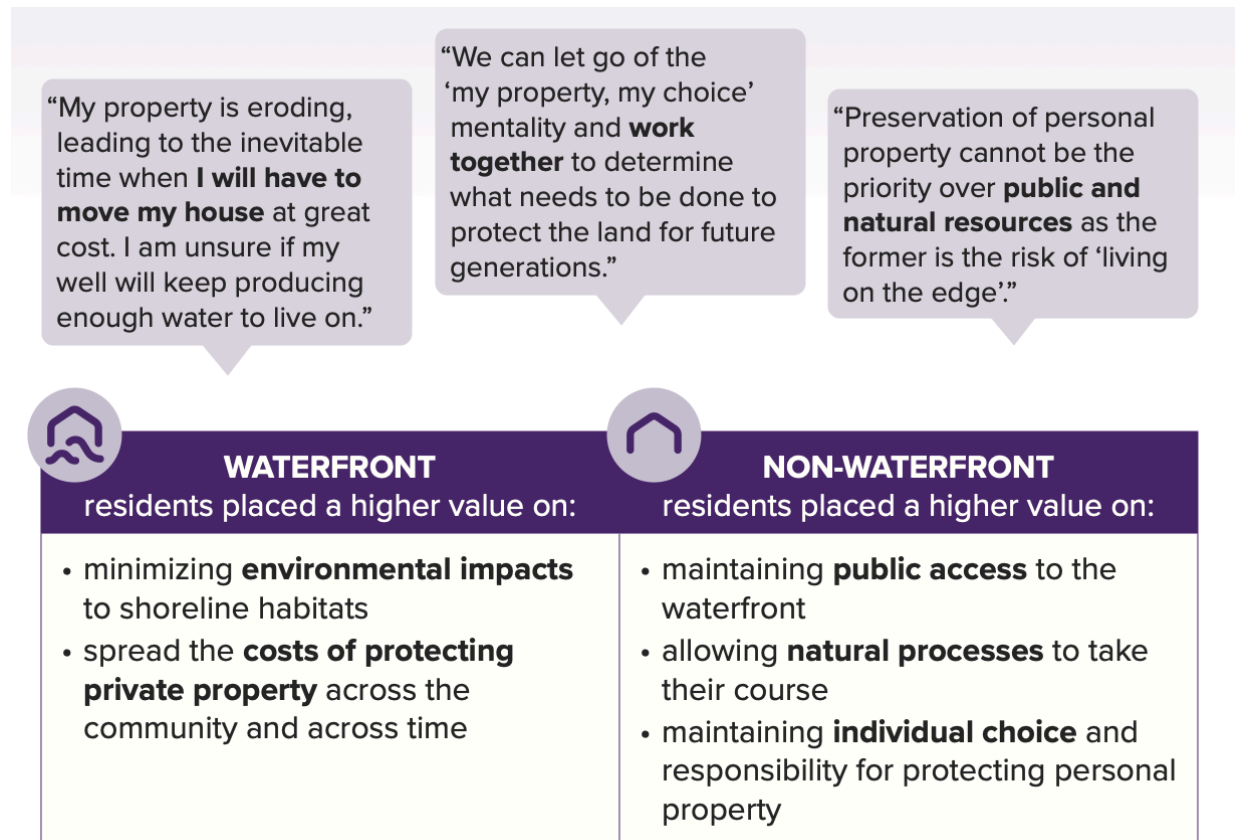 “My property is eroding,
leading to the inevitable
time when I will have to
move my house at great
cost. I am unsure if my
well will keep producing
enough water to live on.”
“We can let go of the
‘my property, my choice’
mentality and work
together to determine
what needs to be done to
protect the land for future
generations.”
“Preservation of personal
property cannot be the
priority over public and
natural resources as the
former is the risk of ‘living
on the edge’.”
WATERFRONT
residents placed a higher value on:
• minimizing environmental impacts
to shoreline habitats
• spread the costs of protecting
private property across the
community and across time
NON-WATERFRONT
residents placed a higher value on:
• maintaining public access to the
waterfront
• allowing natural processes to take
their course
• maintaining individual choice and
responsibility for protecting personal
property